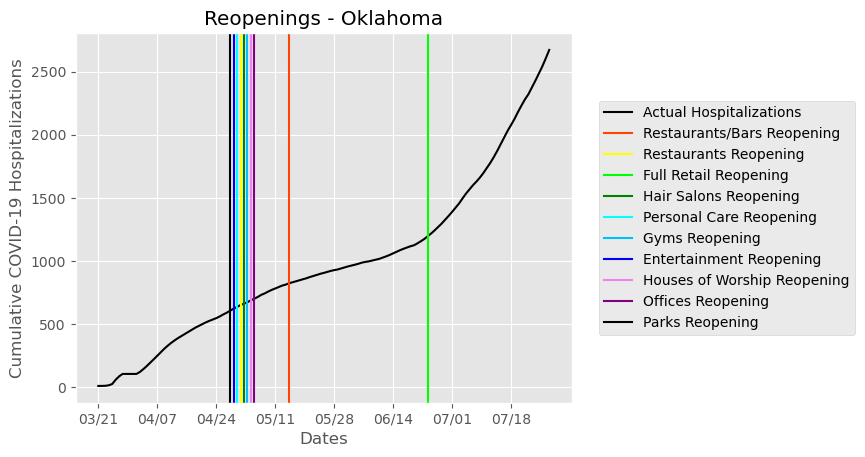 Reopenings - Oklahoma
Cumulative COVID-19 Hospitalizations
2500
2000
1500
1000
500
0
03/21 04/07 04/24 05/11 05/28 06/14 07/01 07/18
Dates
Actual Hospitalizations
Restaurants/Bars Reopening
Restaurants Reopening
Full Retail Reopening
Hair Salons Reopening
Personal Care Reopening
Gyms Reopening
Entertainment Reopening
Houses of Worship Reopening
Offices Reopening
Parks Reopening